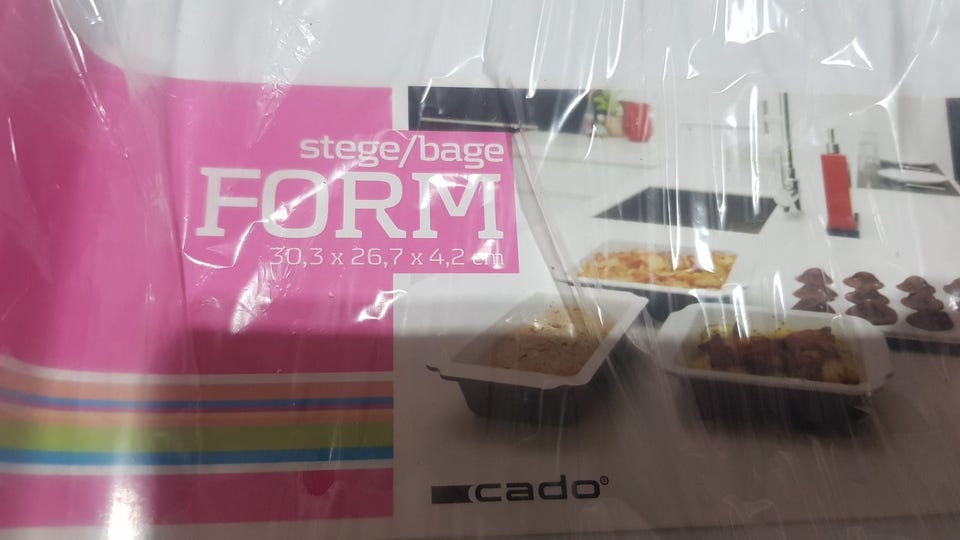 stege/bage
FORM
30,3 x 26,7 x 4,2 cm
cado®